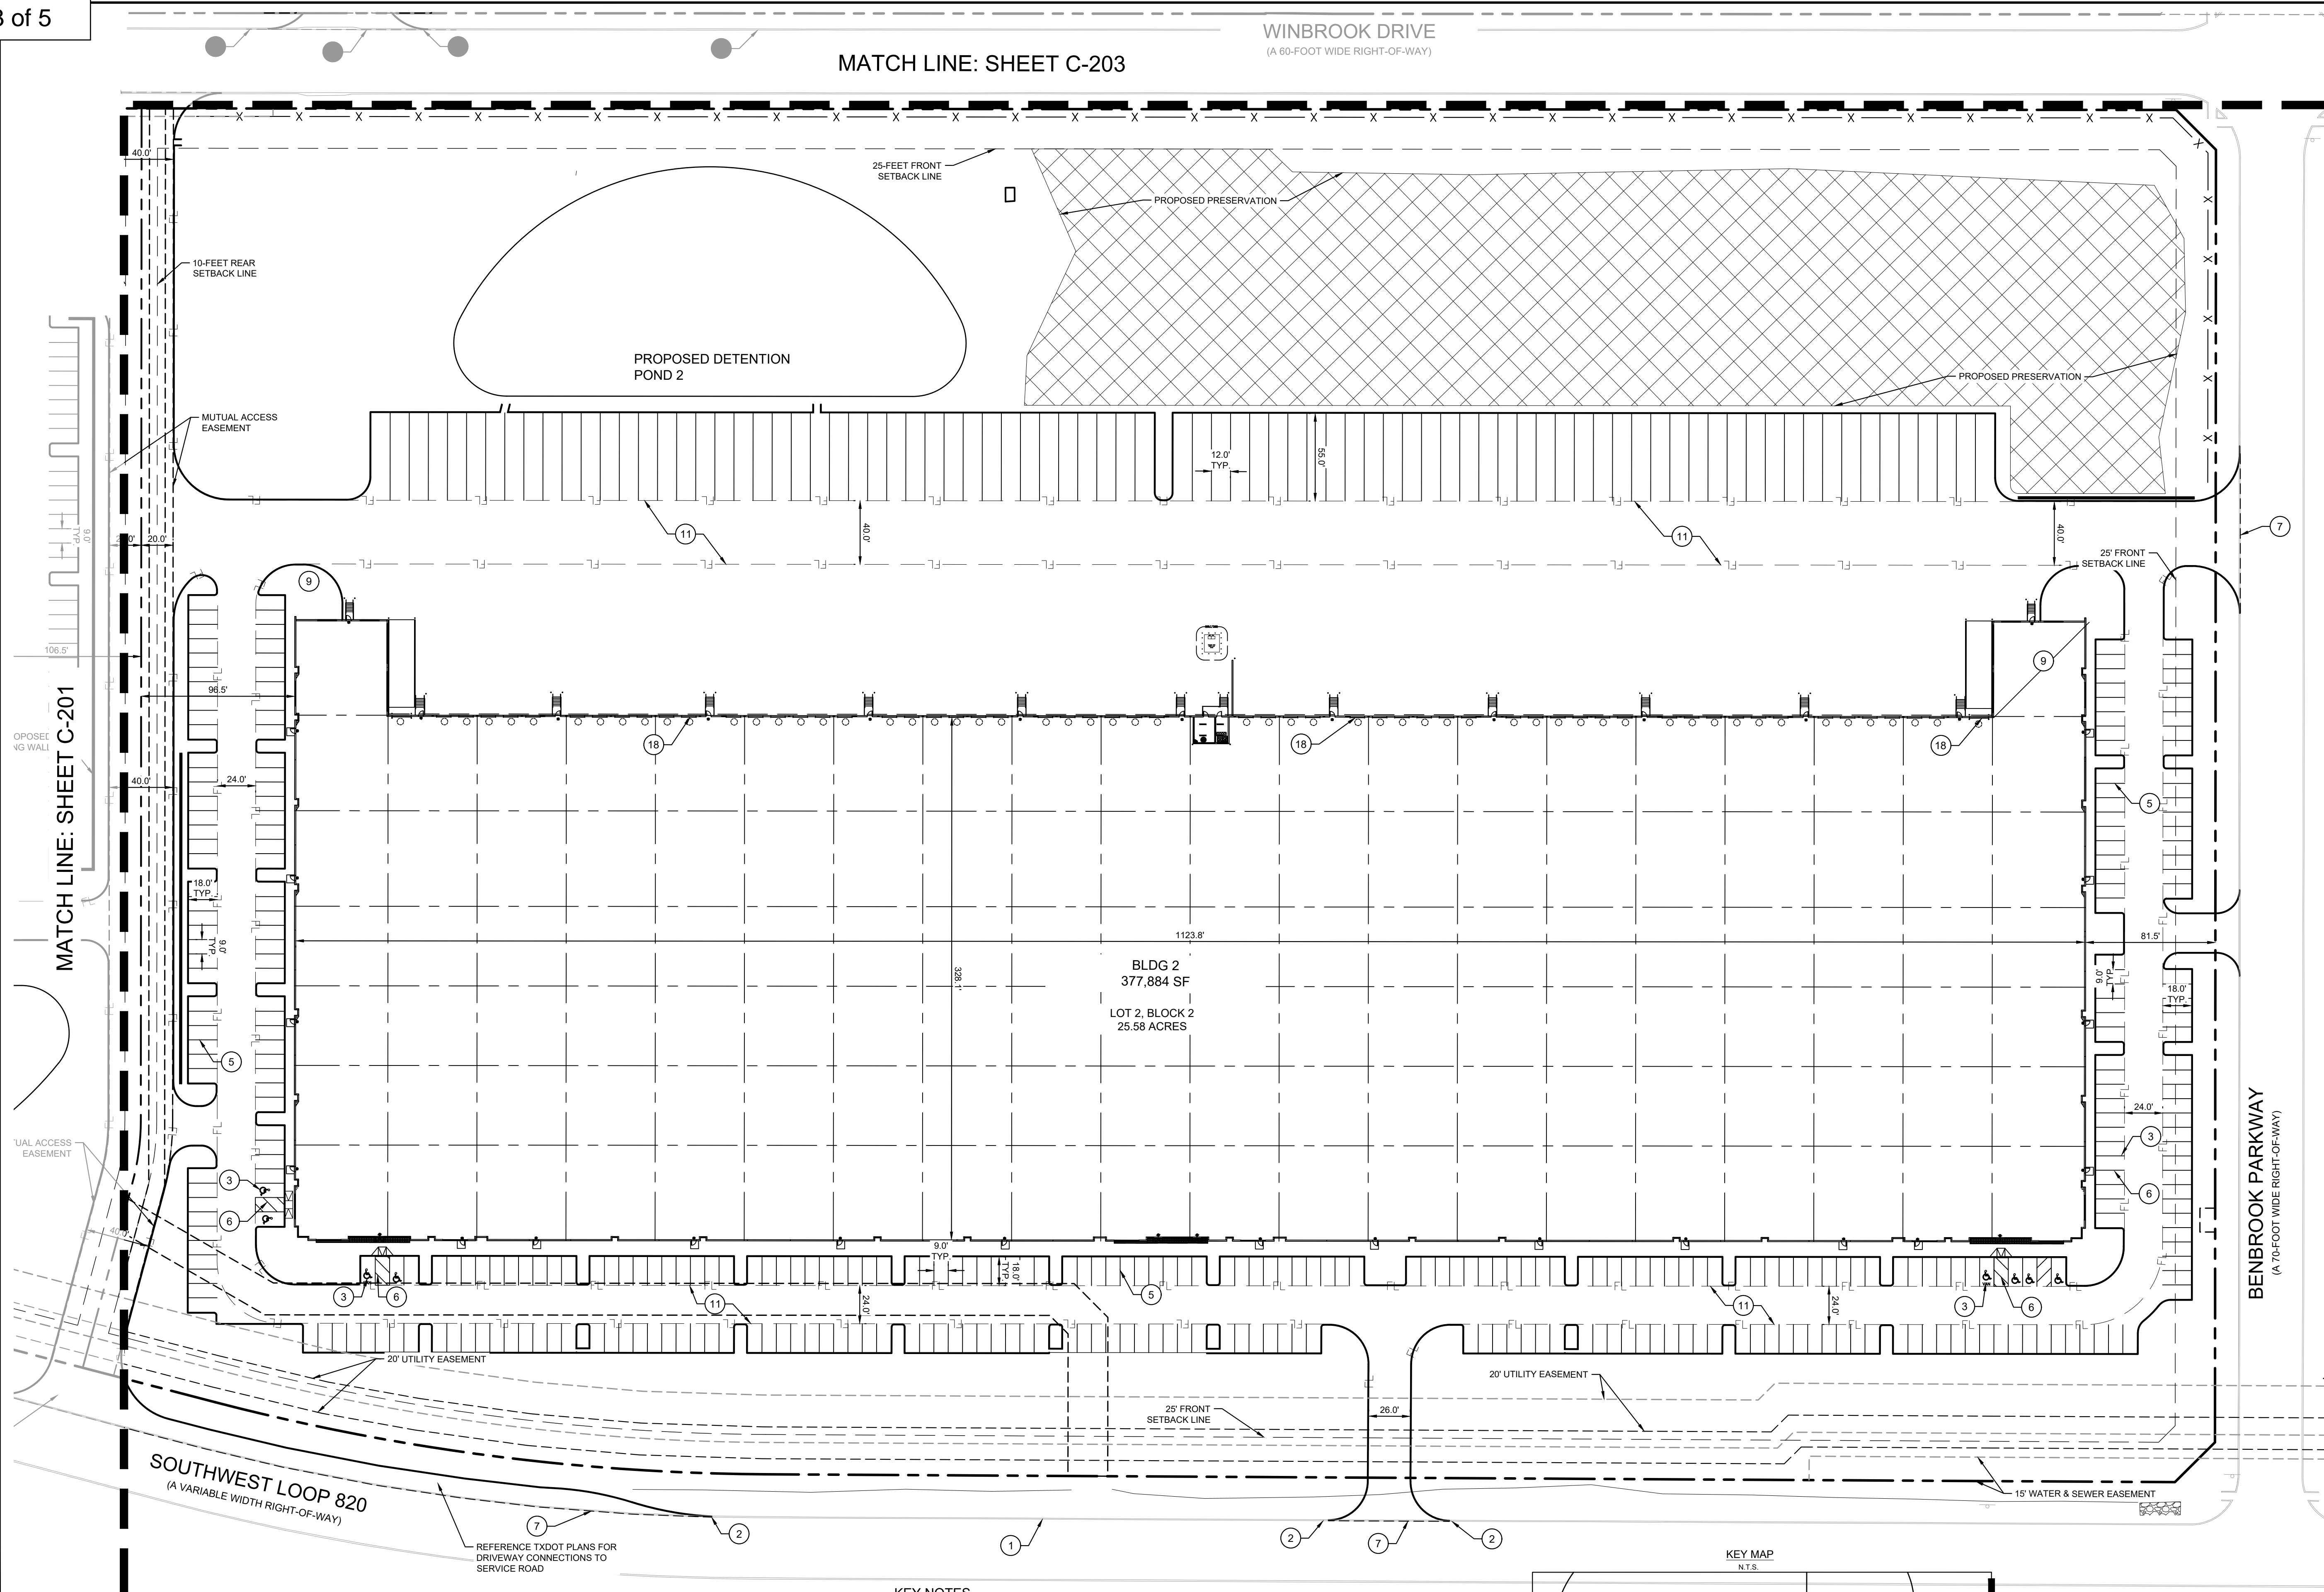 3 of 5
WINBROOK DRIVE
(A 60-FOOT WIDE RIGHT-OF-WAY)
MATCH LINE: SHEET C-203
40.0'
25-FEET FRONT
SETBACK LINE
PROPOSED PRESERVATION
10-FEET REAR
SETBACK LINE
PROPOSED DETENTION
POND 2
PROPOSED PRESERVATION
MUTUAL ACCESS
EASEMENT
12.0'
TYP.
55.0'
9.0'
TYP.
20.0'
11
40.0'
11
40.0'
7
25' FRONT
SETBACK LINE
9
106.5'
9
96.5'
18
18
18
MATCH LINE: SHEET C-201
40.0'
24.0'
5
18.0'
TYP.
9.0'
TYP.
1123.8'
81.5'
328.1'
BLDG 2
377,884 SF
LOT 2, BLOCK 2
25.58 ACRES
9.0'
TYP.
18.0'
TYP.
5
24.0'
3
EASEMENT
3
6
6
BENBROOK PARKWAY
(A 70-FOOT WIDE RIGHT-OF-WAY)
9.0'
TYP.
18.0'
TYP.
3
6
5
3
6
11
24.0'
11
24.0'
20' UTILITY EASEMENT
20' UTILITY EASEMENT
25' FRONT
SETBACK LINE
26.0'
SOUTHWEST LOOP 820
(A VARIABLE WIDTH RIGHT-OF-WAY)
15' WATER & SEWER EASEMENT
7
2
1
2
7
2
REFERENCE TXDOT PLANS FOR
DRIVEWAY CONNECTIONS TO
SERVICE ROAD
KEY MAP
N.T.S.
KEY NOTES